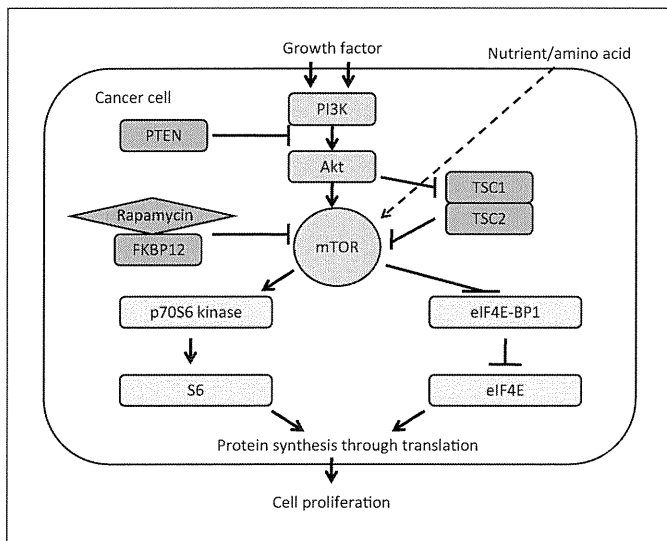 Growth factor
Nutrient/amino acid
Cancer cell
PI3K
PTEN
Akt
TSC1
Rapamycin
TSC2
FKBP12
mTOR
p70S6 kinase
eIF4E-BP1
S6
eIF4E
Protein synthesis through translation
Cell proliferation